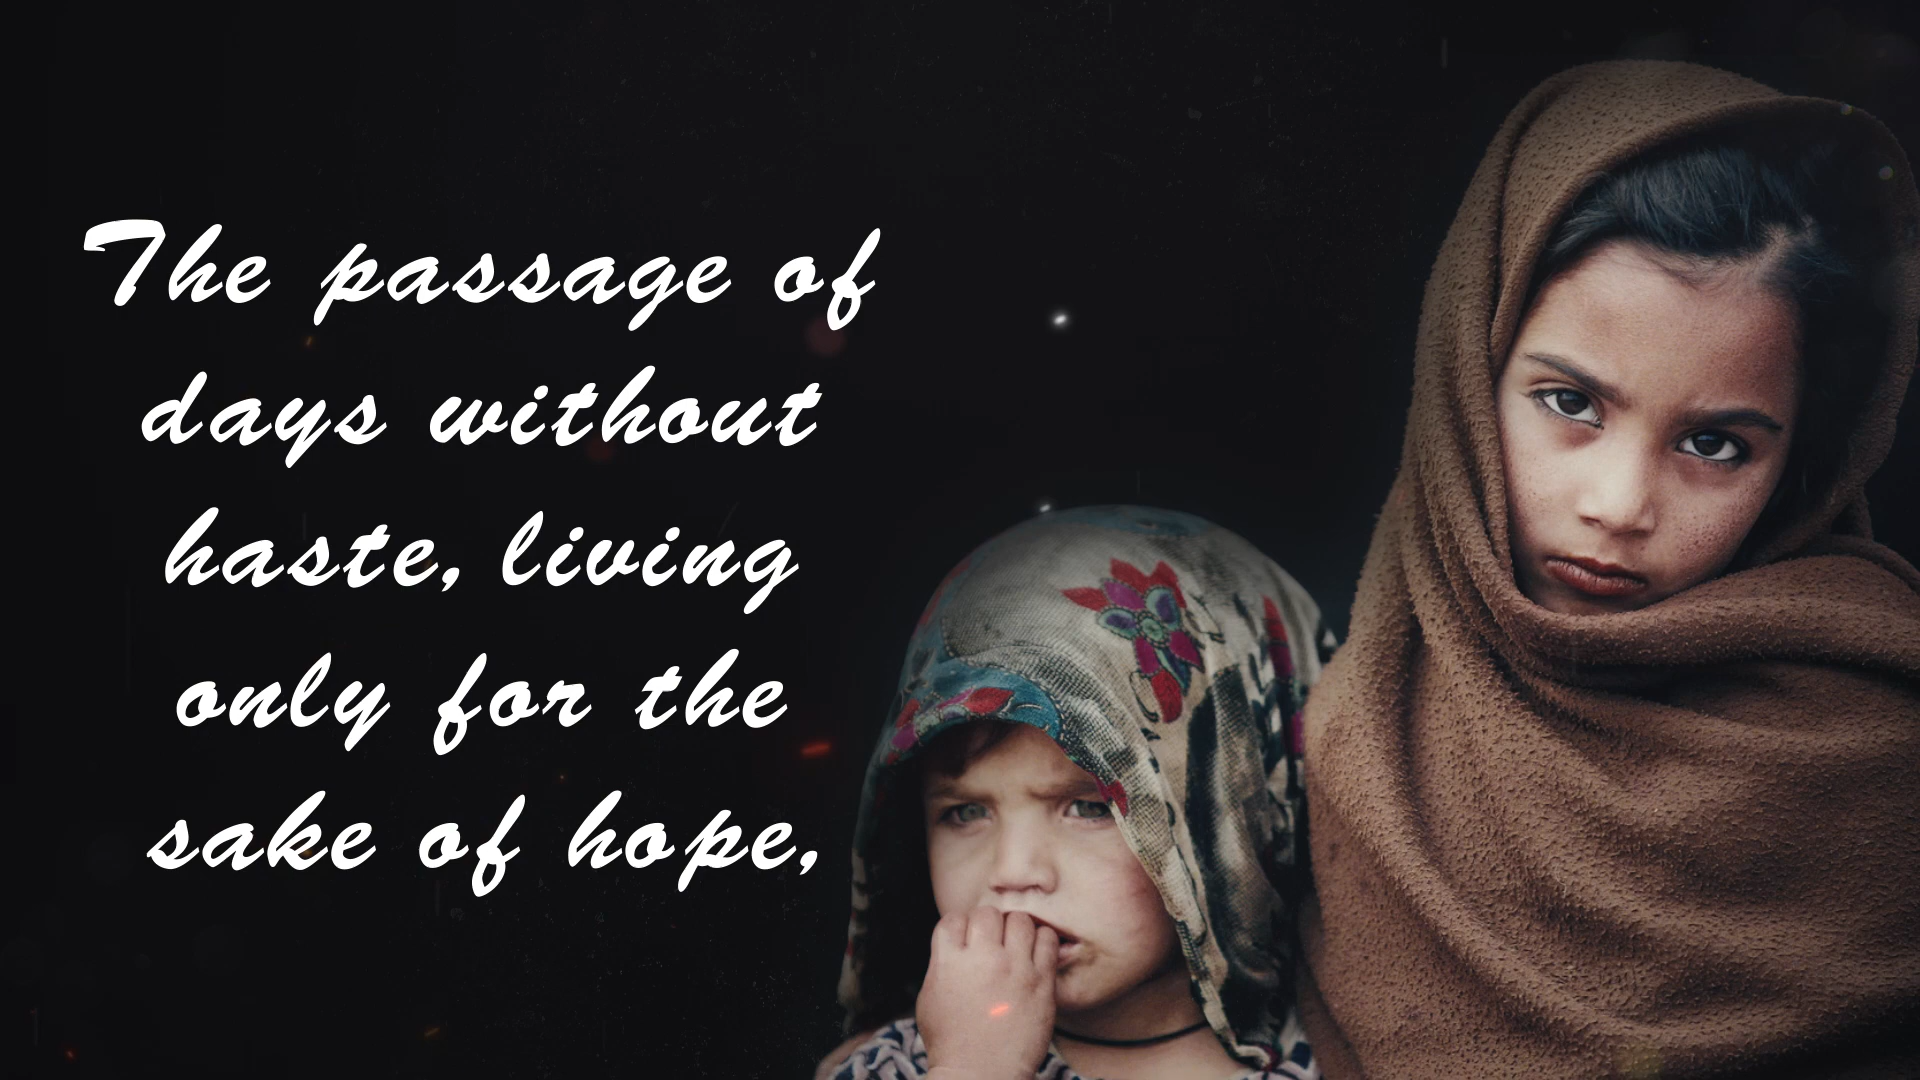 The passage of
days without
haste, living
only for the
sake of hope,